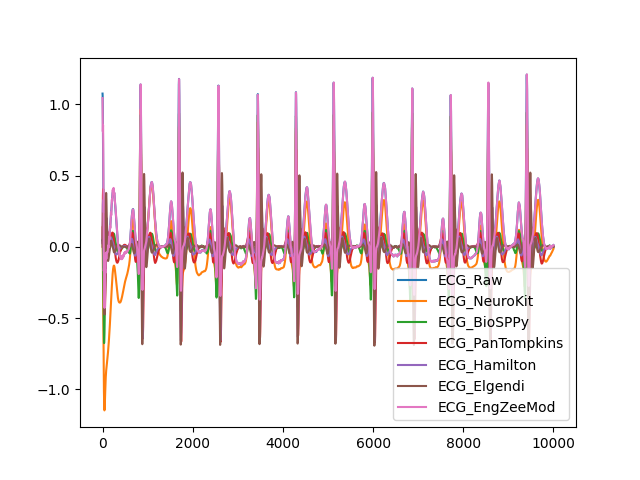 1.0
0.5
0.0
−0.5
−1.0
0
2000
4000
6000
8000
10000
ECG_Raw
ECG_NeuroKit
ECG_BioSPPy
ECG_PanTompkins
ECG_Hamilton
ECG_Elgendi
ECG_EngZeeMod